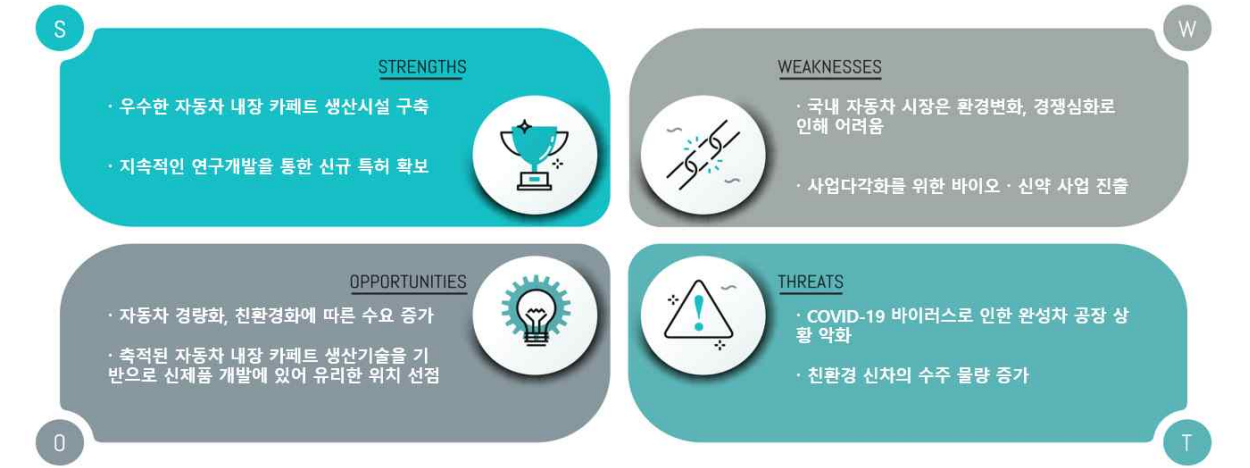 S
STRENGTHS
· 우수한 자동차 내장 카페트 생산시설 구축
· 지속적인 연구개발을 통한 신규 특허 확보
W
WEAKNESSES
· 국내 자동차 시장은 환경변화, 경쟁심화로
인해 어려움
· 사업다각화를 위한 바이오 · 신약 사업 진출
O
OPPORTUNITIES
· 자동차 경량화, 친환경화에 따른 수요 증가
· 축적된 자동차 내장 카페트 생산기술을 기
반으로 신제품 개발에 있어 유리한 위치 선점
T
THREATS
· COVID-19 바이러스로 인한 완성차 공장 상
황 악화
· 친환경 신차의 수주 물량 증가